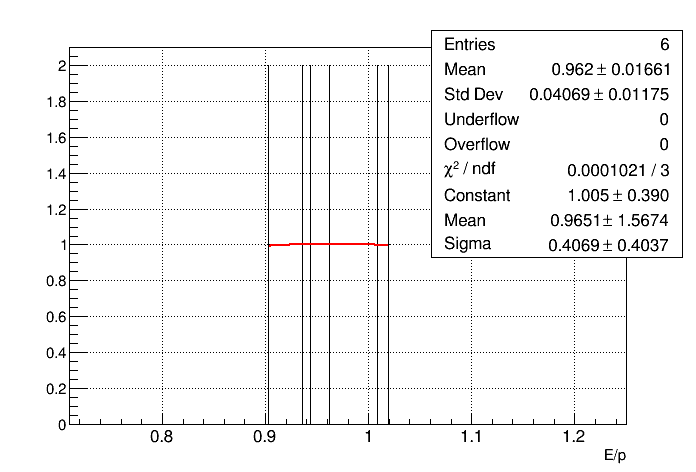 Entries 6
Mean 0.962 ± 0.01661
Std Dev 0.04069 ± 0.01175
Underflow 0
Overflow 0
χ² / ndf 0.0001021 / 3
Constant 1.005 ± 0.390
Mean 0.9651 ± 1.5674
Sigma 0.4069 ± 0.4037
2
1.8
1.6
1.4
1.2
1
0.8
0.6
0.4
0.2
0
0.8 0.9 1 1.1 1.2
E/p